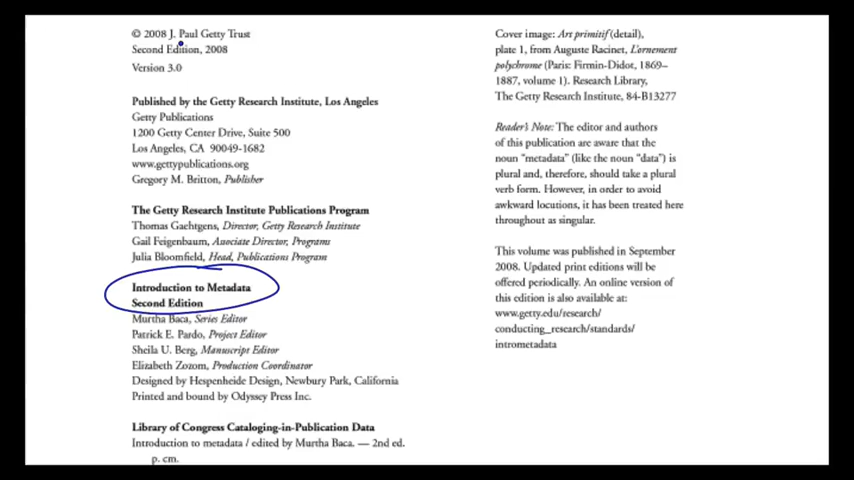 © 2008 J. Paul Getty Trust
Second Edition, 2008
Version 3.0
Published by the Getty Research Institute, Los Angeles
Getty Publications
1200 Getty Center Drive, Suite 500
Los Angeles, CA 90049-1682
www.gettypublications.org
Gregory M. Britton, Publisher
The Getty Research Institute Publications Program
Thomas Gaehtgens, Director, Getty Research Institute
Gail Feigenbaum, Associate Director, Programs
Julia Bloomfield, Head, Publications Program
Introduction to Metadata
Second Edition
Murtha Baca, Series Editor
Patrick E. Pardo, Project Editor
Sheila U. Berg, Manuscript Editor
Elizabeth Zozom, Production Coordinator
Designed by Hespenheide Design, Newbury Park, California
Printed and bound by Odyssey Press Inc.
Library of Congress Cataloging-in-Publication Data
Introduction to metadata / edited by Murtha Baca. — 2nd ed.
p. cm.
Cover image: Art primitif (detail),
plate 1, from Auguste Racinet, L'ornement
polychrome (Paris: Firmin-Didot, 1869–
1887, volume 1). Research Library,
The Getty Research Institute, 84-B13277
Reader's Note: The editor and authors
of this publication are aware that the
noun "metadata" (like the noun "data") is
plural and, therefore, should take a plural
verb form. However, in order to avoid
awkward locutions, it has been treated here
throughout as singular.
This volume was published in September
2008. Updated print editions will be
offered periodically. An online version of
this edition is also available at:
www.getty.edu/research/
conducting_research/standards/
intrometadata